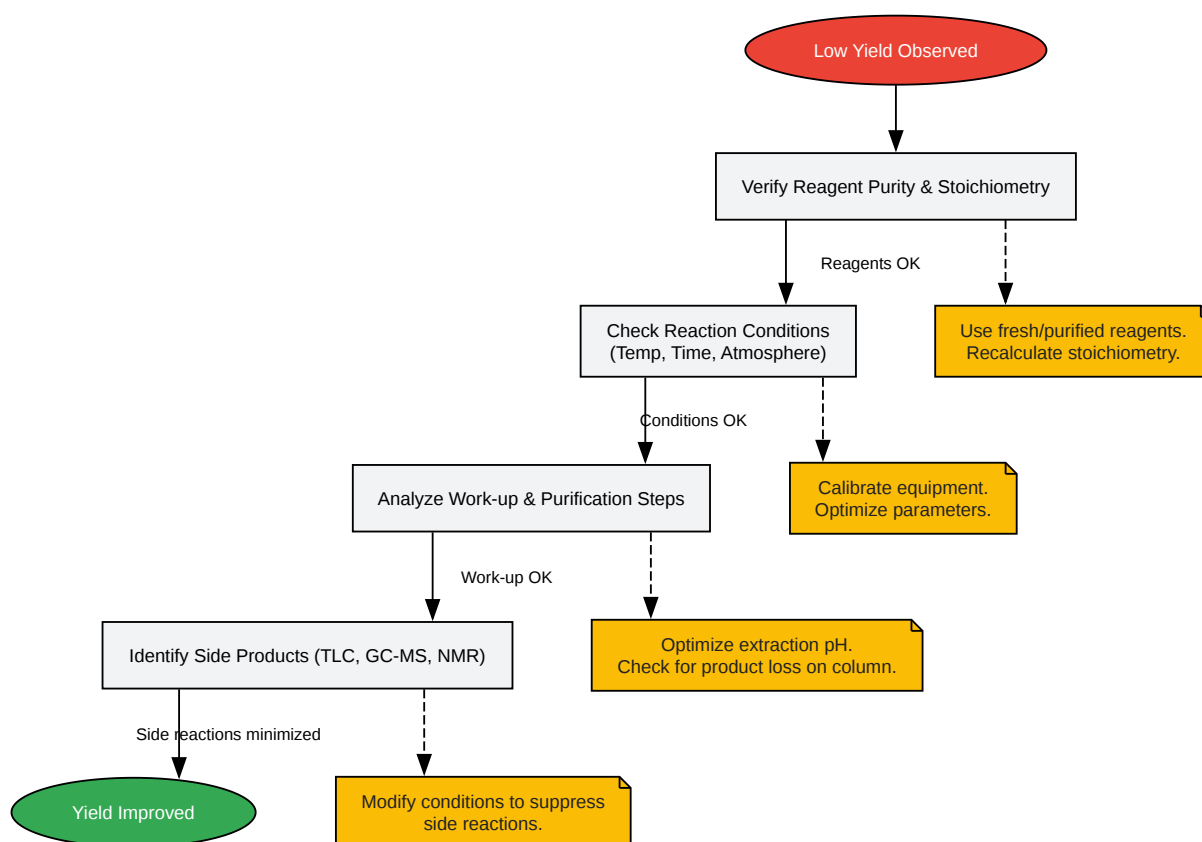 Low Yield Observed
Verify Reagent Purity & Stoichiometry
Reagents OK
Check Reaction Conditions
(Temp, Time, Atmosphere)
Use fresh/purified reagents.
Recalculate stoichiometry.
Conditions OK
Analyze Work-up & Purification Steps
Calibrate equipment.
Optimize parameters.
Work-up OK
Identify Side Products (TLC, GC-MS, NMR)
Optimize extraction pH.
Check for product loss on column.
Side reactions minimized
Yield Improved
Modify conditions to suppress
side reactions.